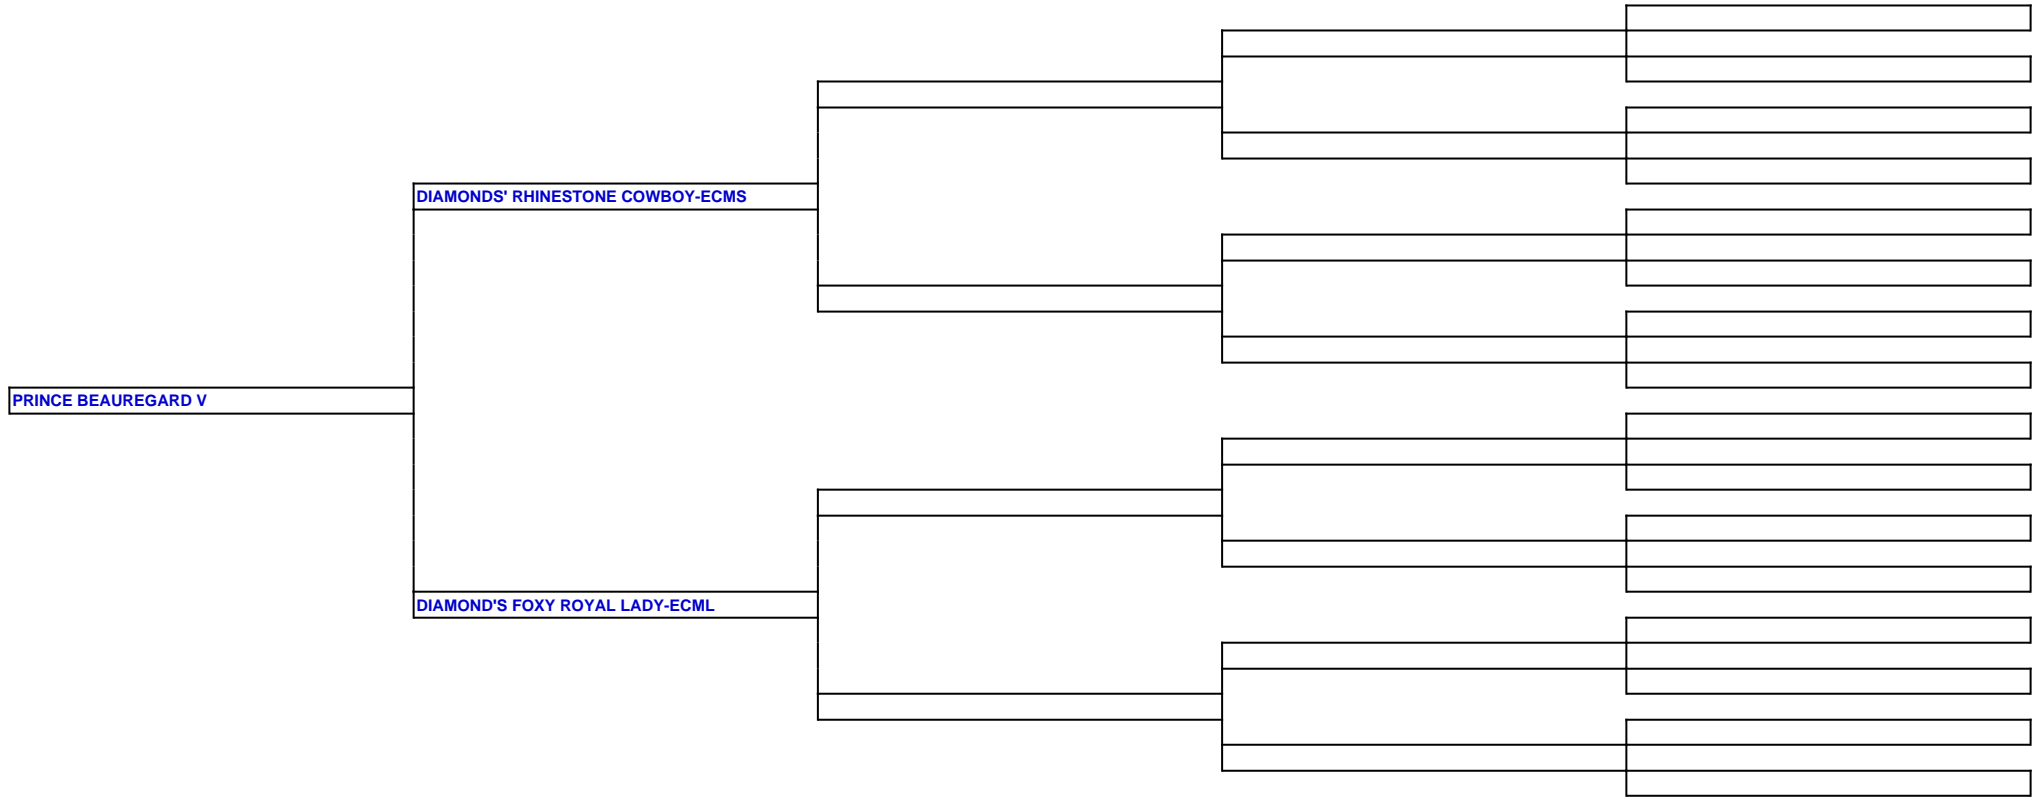 DIAMONDS' RHINESTONE COWBOY-ECMS
PRINCE BEAUREGARD V
DIAMOND'S FOXY ROYAL LADY-ECML